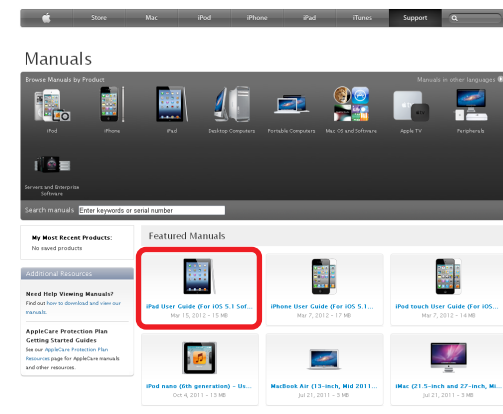 Store Mac iPod iPhone iPad iTunes Support
Manuals
Browse Manuals by Product
Manuals in other languages
iPod iPhone iPad Desktop Computers Portable Computers Mac OS and Software Apple TV Peripherals
Servers and Enterprise
Software
Search manuals Enter keywords or serial number
My Most Recent Products:
No saved products
Featured Manuals
Additional Resources
Need Help Viewing Manuals?
Find out how to download and view our
manuals.
AppleCare Protection Plan
Getting Started Guides
See our AppleCare Protection Plan
Resources page for AppleCare manuals
and other resources.
iPad User Guide (For iOS 5.1 Sof...
Mar 15, 2012 - 15 MB
iPhone User Guide (For iOS 5.1...
Mar 7, 2012 - 17 MB
iPod touch User Guide (For iOS...
Mar 7, 2012 - 14 MB
iPod nano (6th generation) - Us...
Oct 4, 2011 - 13 MB
MacBook Air (13-inch, Mid 2011...
Jul 21, 2011 - 3 MB
iMac (21.5-inch and 27-inch, Mi...
Jul 21, 2011 - 3 MB